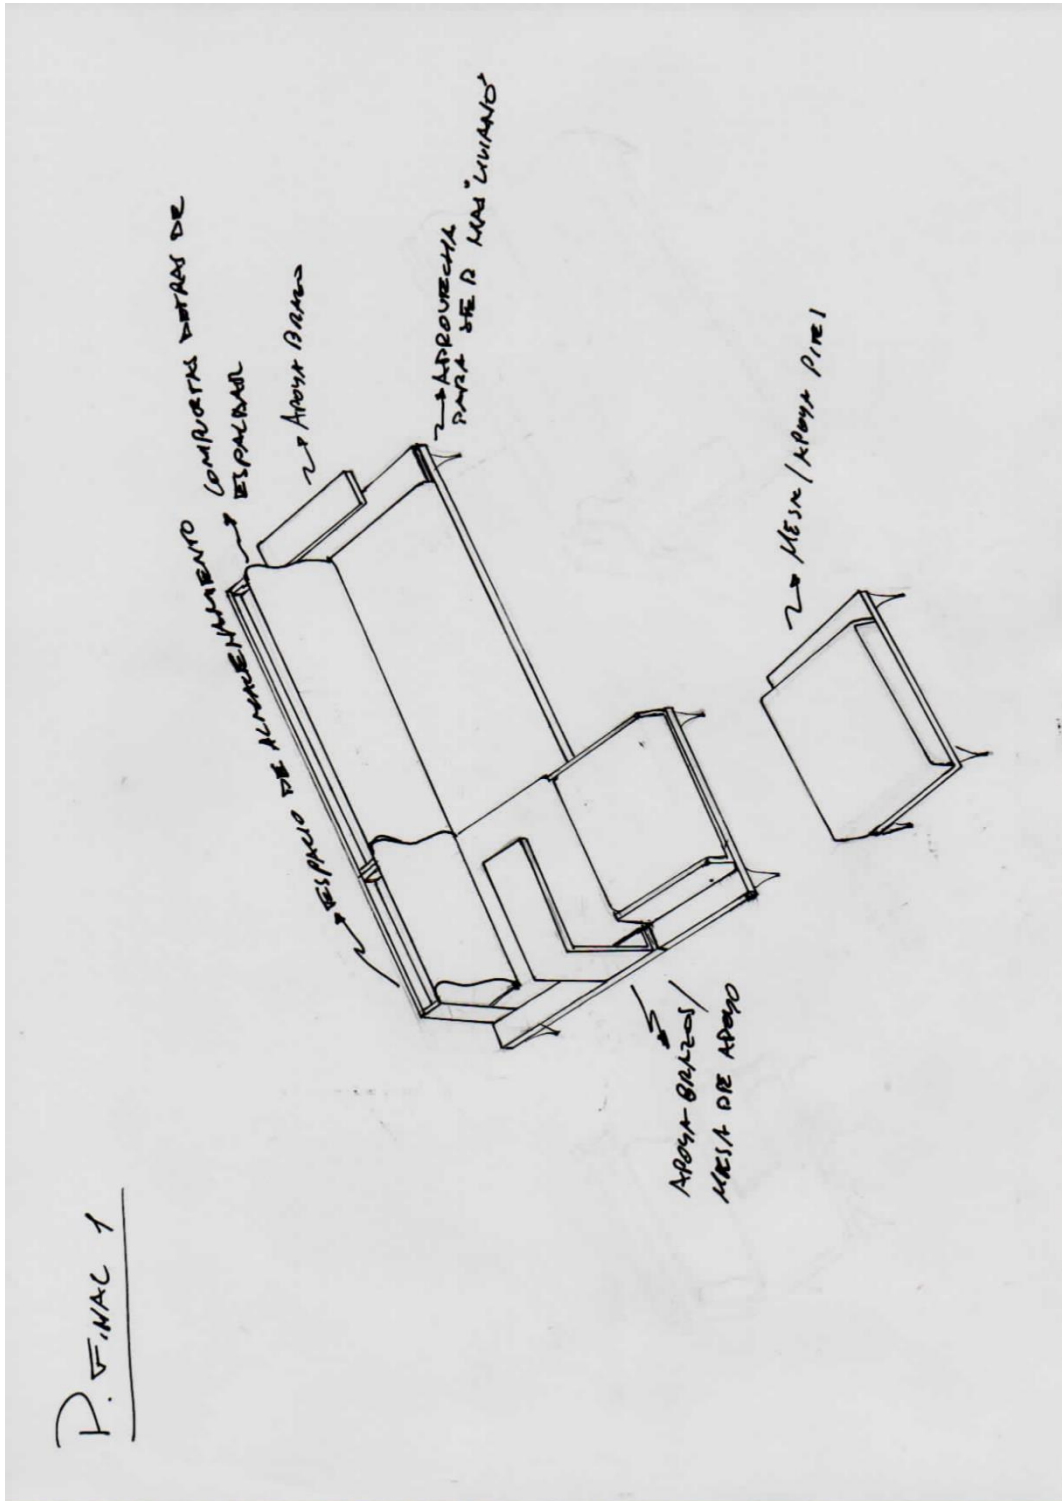 P. FINAL 1
ESPACIO DE ALMACENAMIENTO
COMPUERTAS DETRAS DE
ESPALDAR
APOYA BRAZO
APROVECHA
PARA SER MAS "LIVIANO"
APOYA BRAZOS/
MESA DE APOYO
MESA / APOYA PIES